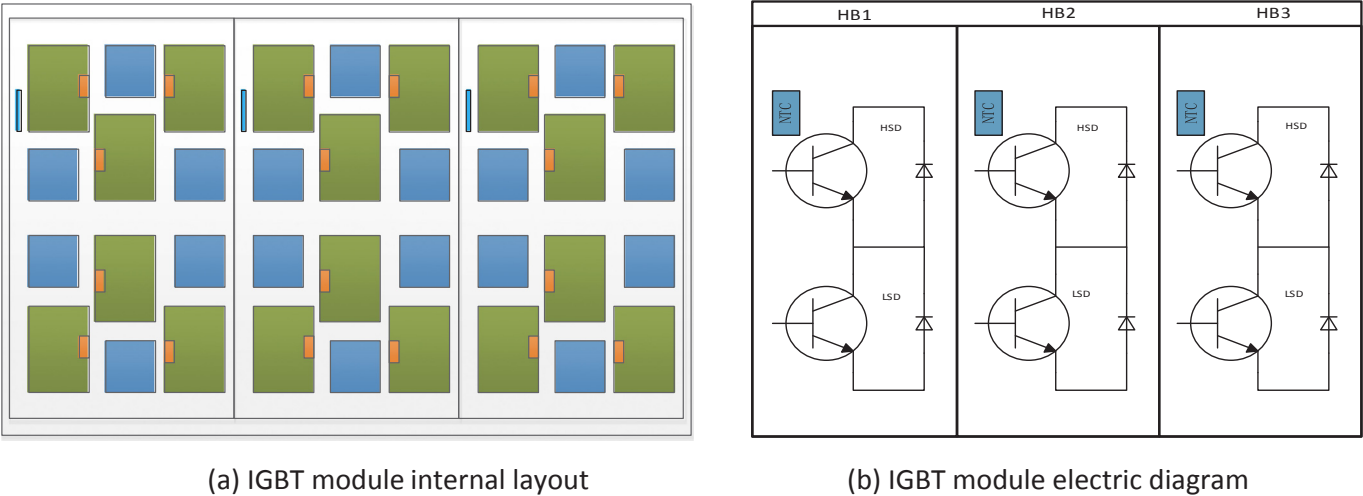 HB1 HB2 HB3
NTC NTC NTC
HSD HSD HSD
LSD LSD LSD
(a) IGBT module internal layout (b) IGBT module electric diagram